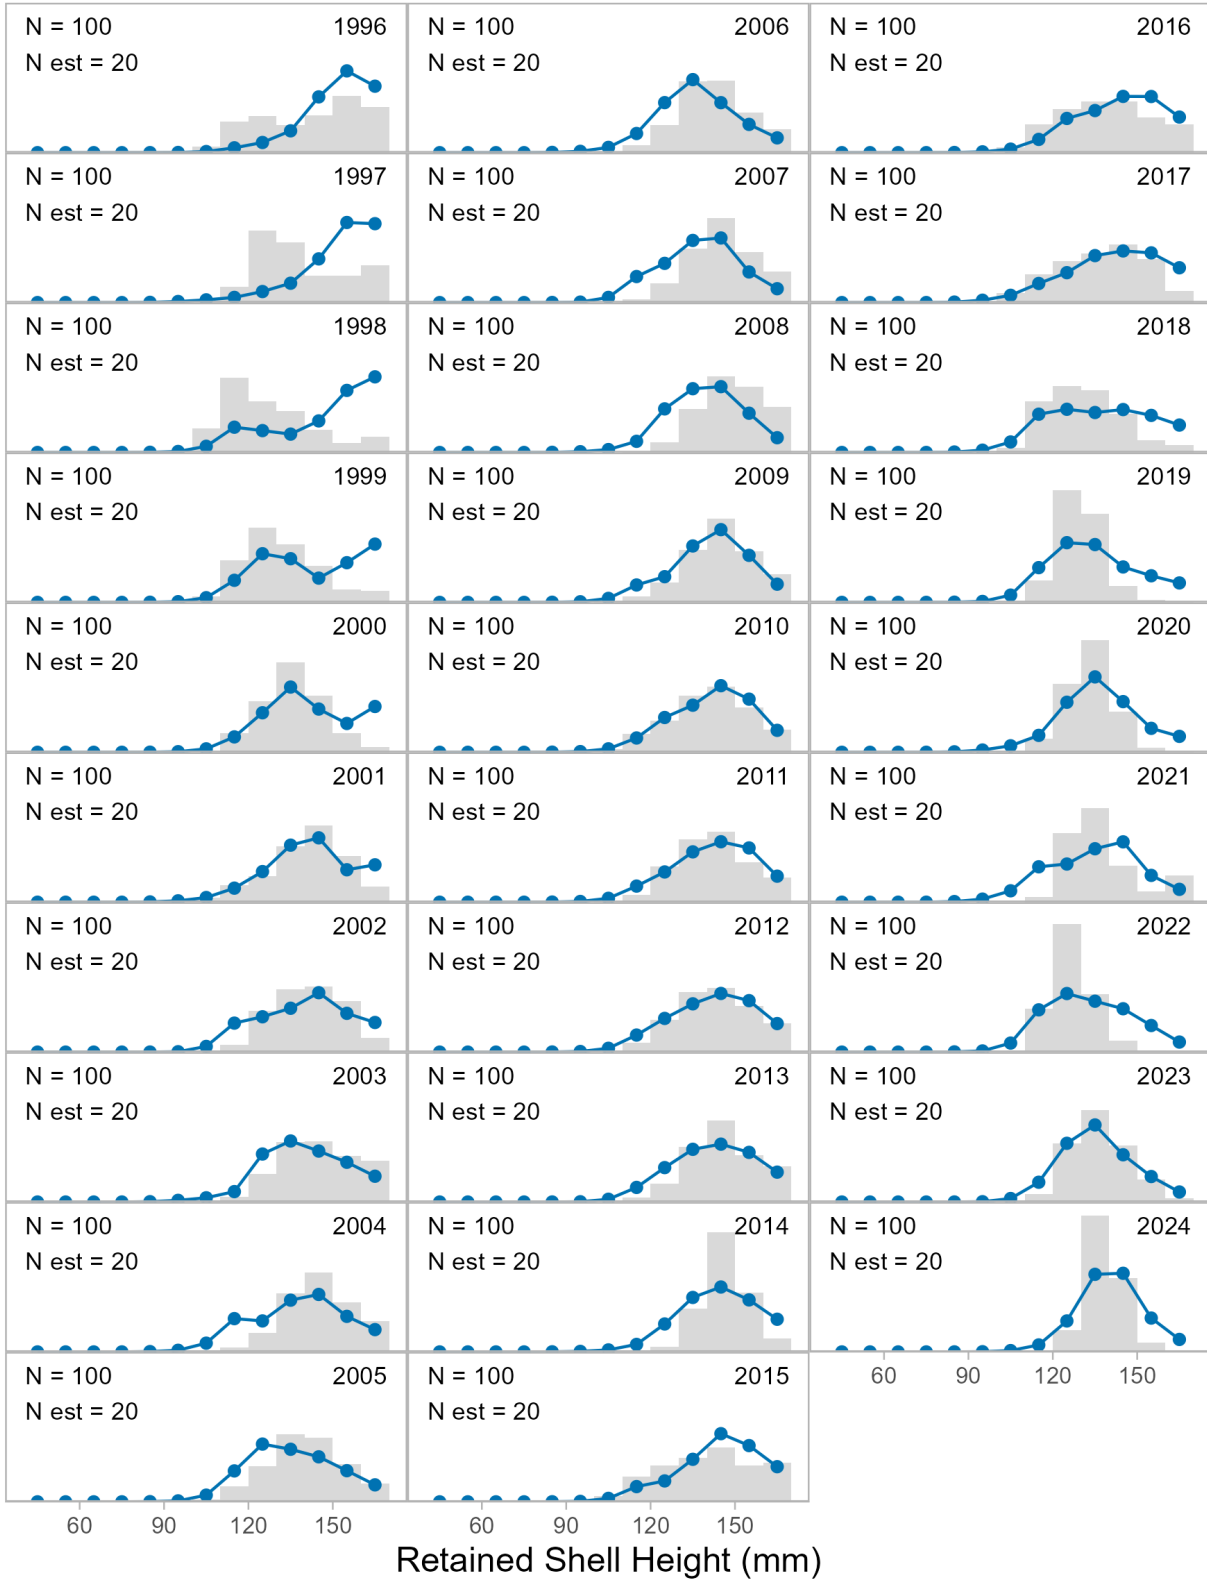 N = 100 1996
N est = 20
N = 100 2006
N est = 20
N = 100 2016
N est = 20
N = 100 1997
N est = 20
N = 100 2007
N est = 20
N = 100 2017
N est = 20
N = 100 1998
N est = 20
N = 100 2008
N est = 20
N = 100 2018
N est = 20
N = 100 1999
N est = 20
N = 100 2009
N est = 20
N = 100 2019
N est = 20
N = 100 2000
N est = 20
N = 100 2010
N est = 20
N = 100 2020
N est = 20
N = 100 2001
N est = 20
N = 100 2011
N est = 20
N = 100 2021
N est = 20
N = 100 2002
N est = 20
N = 100 2012
N est = 20
N = 100 2022
N est = 20
N = 100 2003
N est = 20
N = 100 2013
N est = 20
N = 100 2023
N est = 20
N = 100 2004
N est = 20
N = 100 2014
N est = 20
N = 100 2024
N est = 20
60 90 120 150
N = 100 2005
N est = 20
N = 100 2015
N est = 20
60 90 120 150
60 90 120 150
Retained Shell Height (mm)